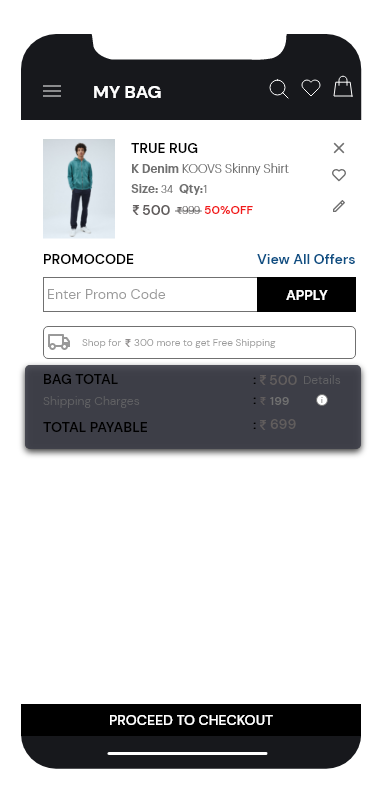 MY BAG
TRUE RUG
K Denim KOOVS Skinny Shirt
Size: 34 Qty:1
₹ 500 ₹999 50%OFF
PROMOCODE View All Offers
Enter Promo Code APPLY
Shop for ₹ 300 more to get Free Shipping
BAG TOTAL : ₹ 500 Details
Shipping Charges : ₹ 199
TOTAL PAYABLE : ₹ 699
PROCEED TO CHECKOUT